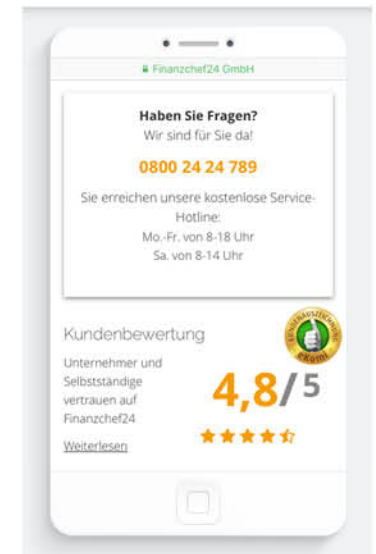 Finanzchef24 GmbH
Haben Sie Fragen?
Wir sind für Sie da!
0800 24 24 789
Sie erreichen unsere kostenlose Service-
Hotline:
Mo.-Fr. von 8-18 Uhr
Sa. von 8-14 Uhr
KUNDENAUSZEICHNUNG
eKomi
Kundenbewertung
Unternehmer und
Selbstständige
vertrauen auf
Finanzchef24
4,8/5
Weiterlesen